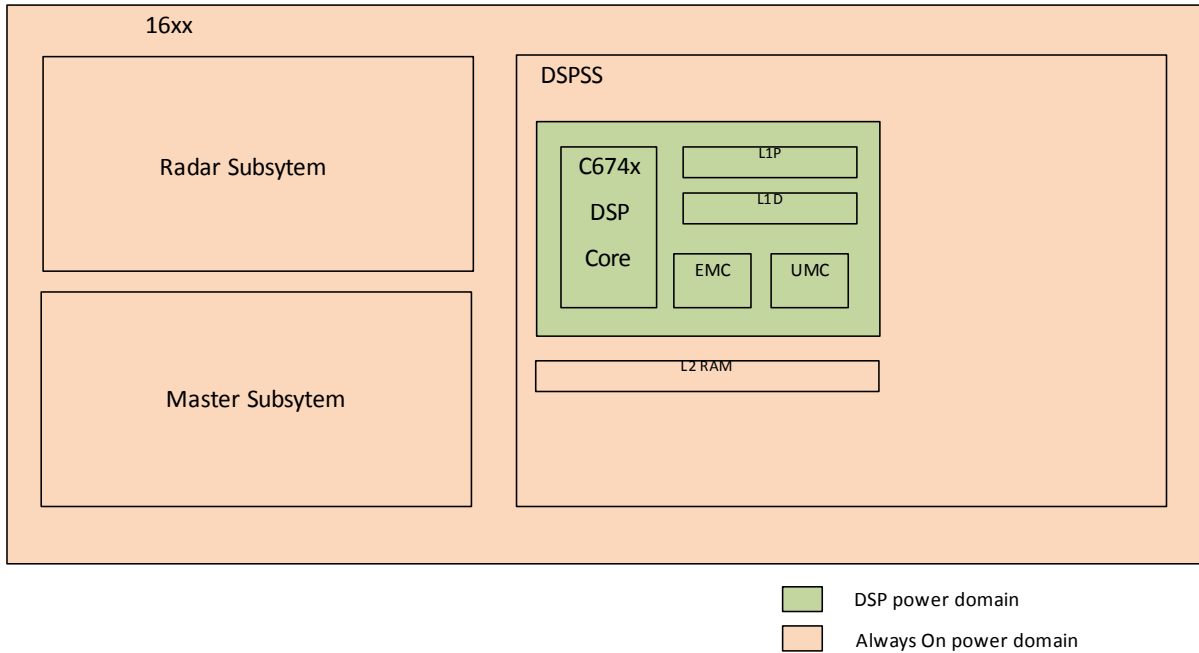 16xx
Radar Subsytem
Master Subsytem
DSPSS
C674x
DSP
Core
L1P
L1D
EMC
UMC
L2 RAM
DSP power domain
Always On power domain